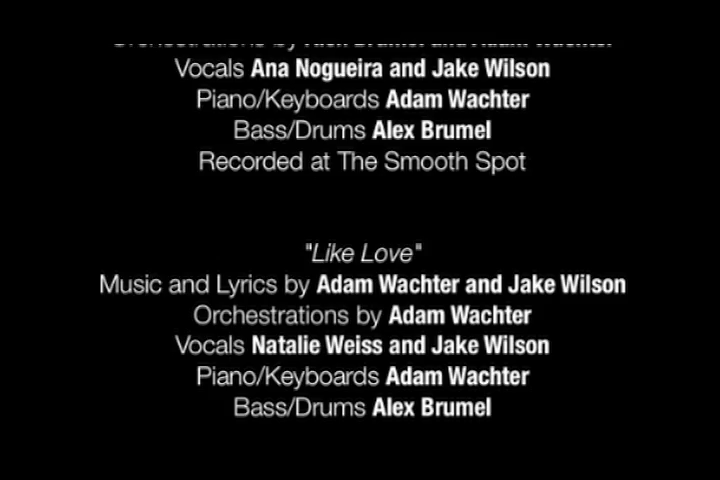 Vocals Ana Nogueira and Jake Wilson
Piano/Keyboards Adam Wachter
Bass/Drums Alex Brumel
Recorded at The Smooth Spot
"Like Love"
Music and Lyrics by Adam Wachter and Jake Wilson
Orchestrations by Adam Wachter
Vocals Natalie Weiss and Jake Wilson
Piano/Keyboards Adam Wachter
Bass/Drums Alex Brumel